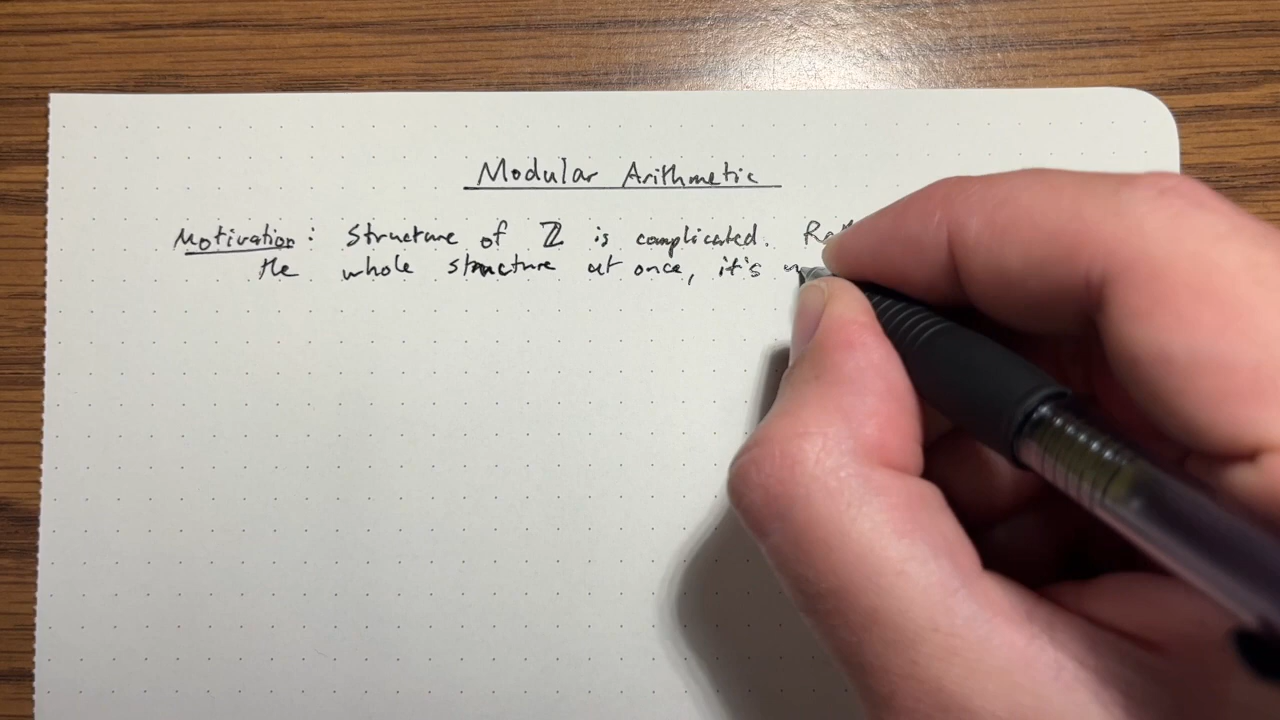 Modular Arithmetic
Motivation: Structure of ℤ is complicated.
the whole structure at once, it's